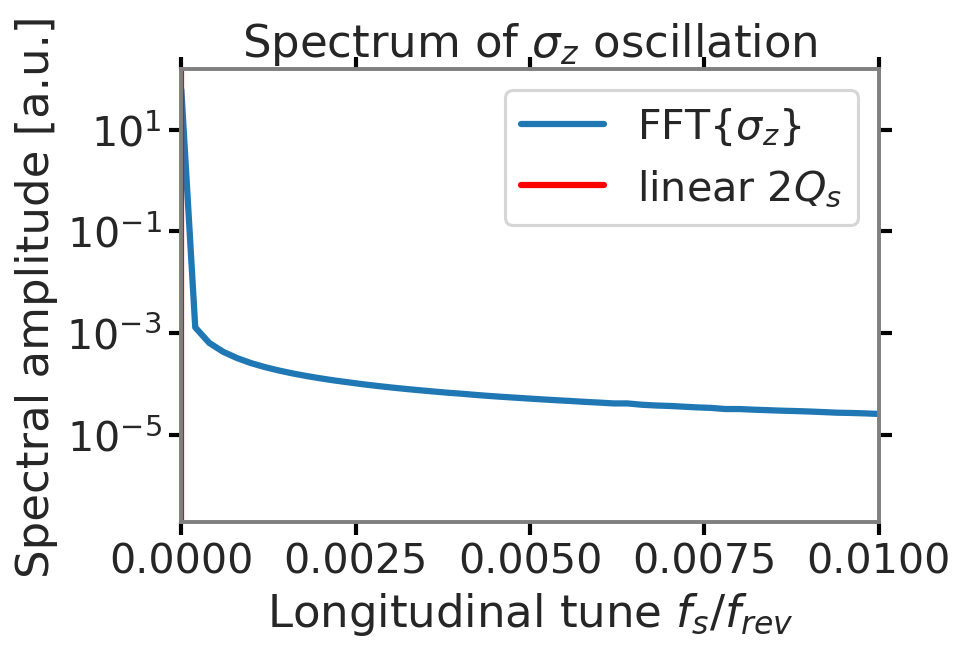 Spectrum of σ_z oscillation
Spectral amplitude [a.u.]
10^1
10^−1
10^−3
10^−5
FFT{σ_z}
linear 2Q_s
0.0000 0.0025 0.0050 0.0075 0.0100
Longitudinal tune f_s/f_rev